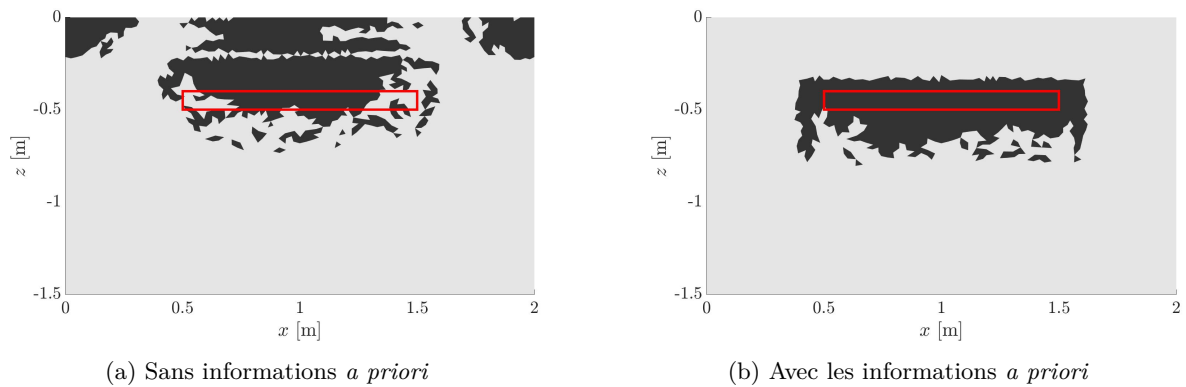 0
-0.5
-1
-1.5
z [m]
0 0.5 1 1.5 2
x [m]
(a) Sans informations a priori
0
-0.5
-1
-1.5
z [m]
0 0.5 1 1.5 2
x [m]
(b) Avec les informations a priori